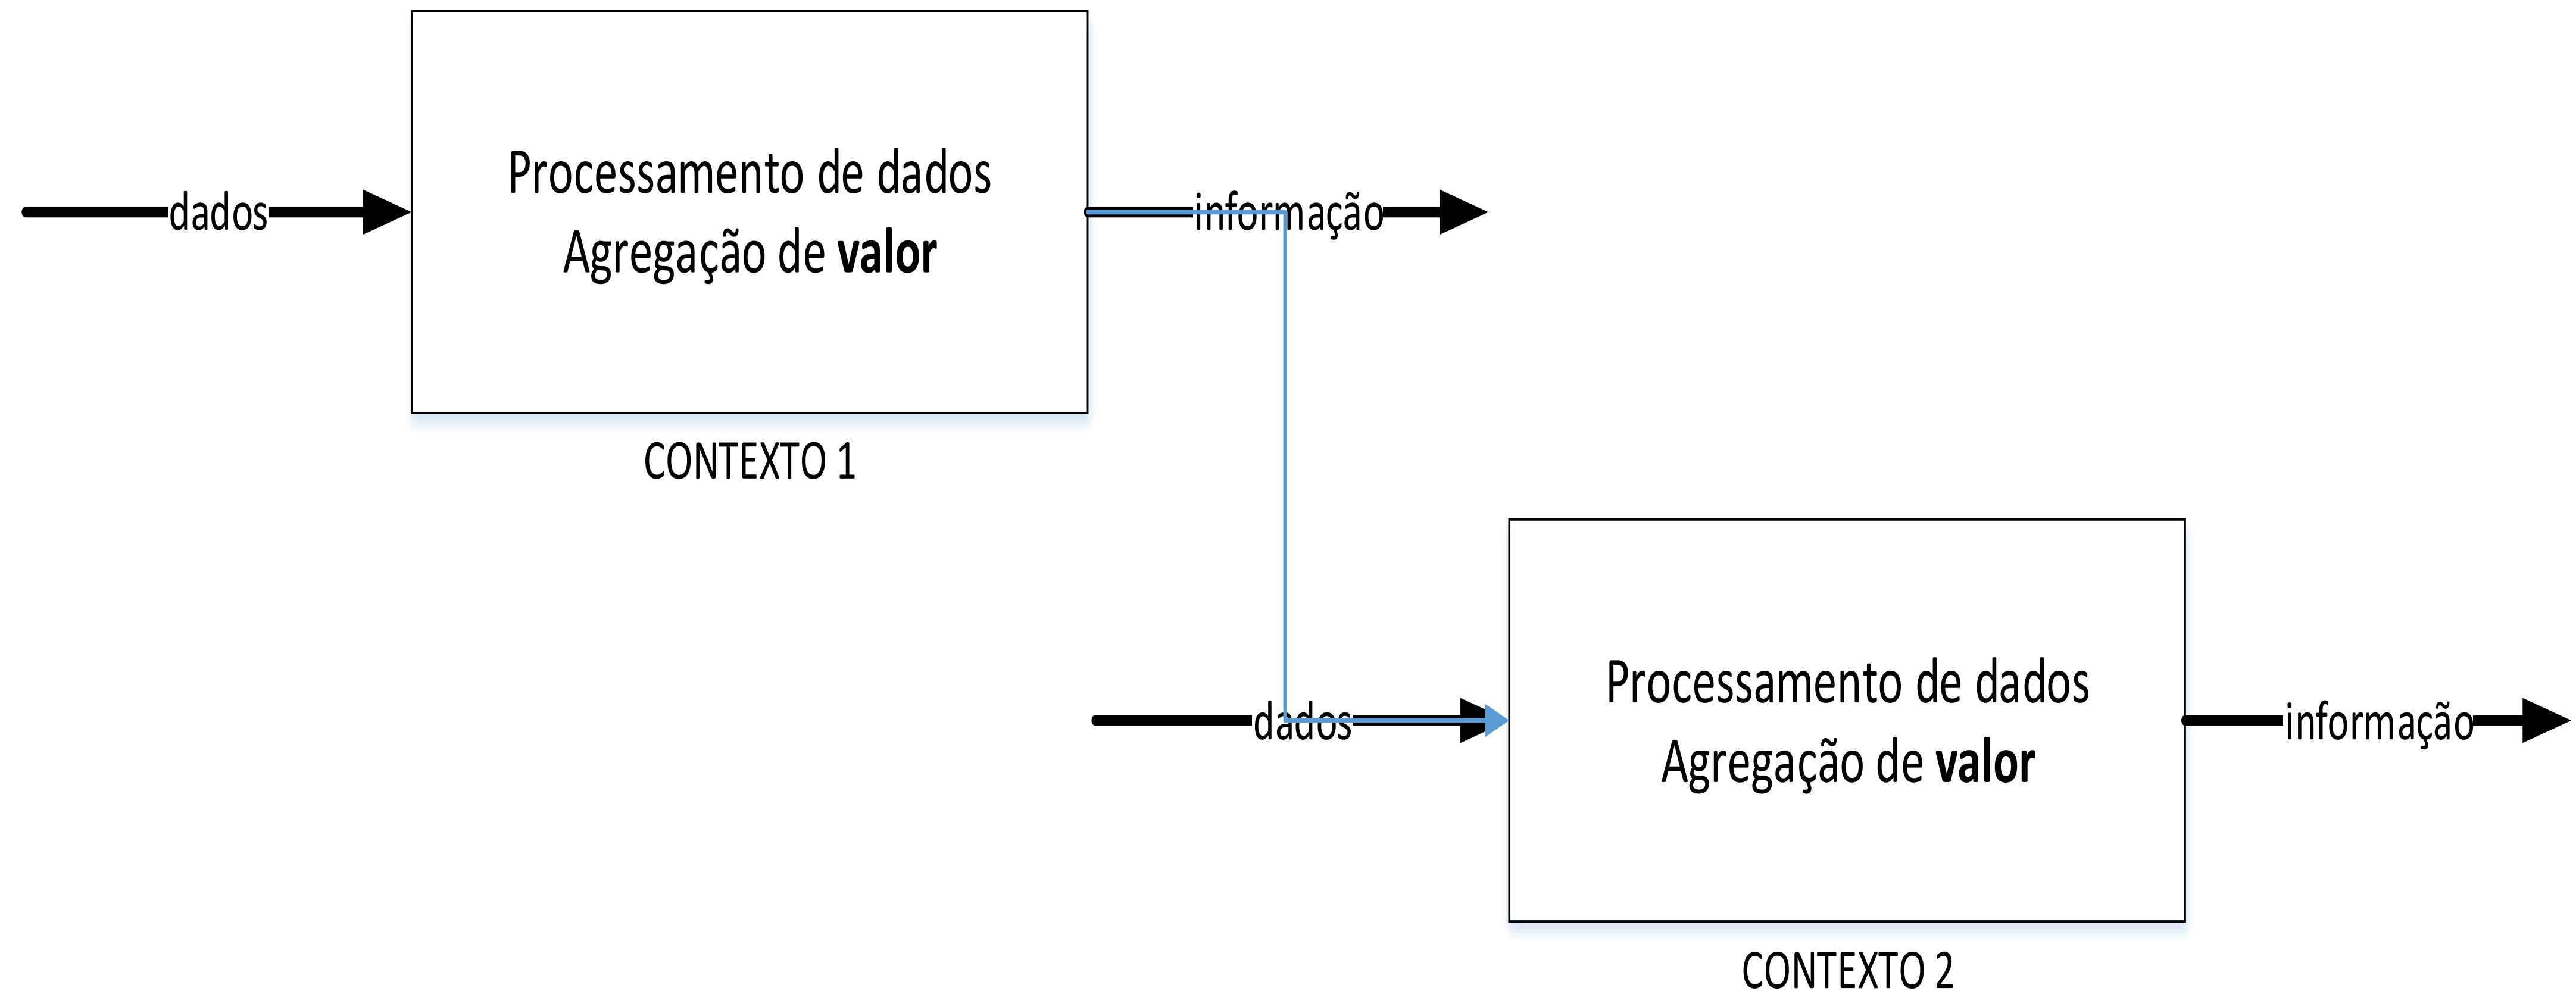 dados
Processamento de dados
Agregação de valor
informação
CONTEXTO 1
dados
Processamento de dados
Agregação de valor
informação
CONTEXTO 2